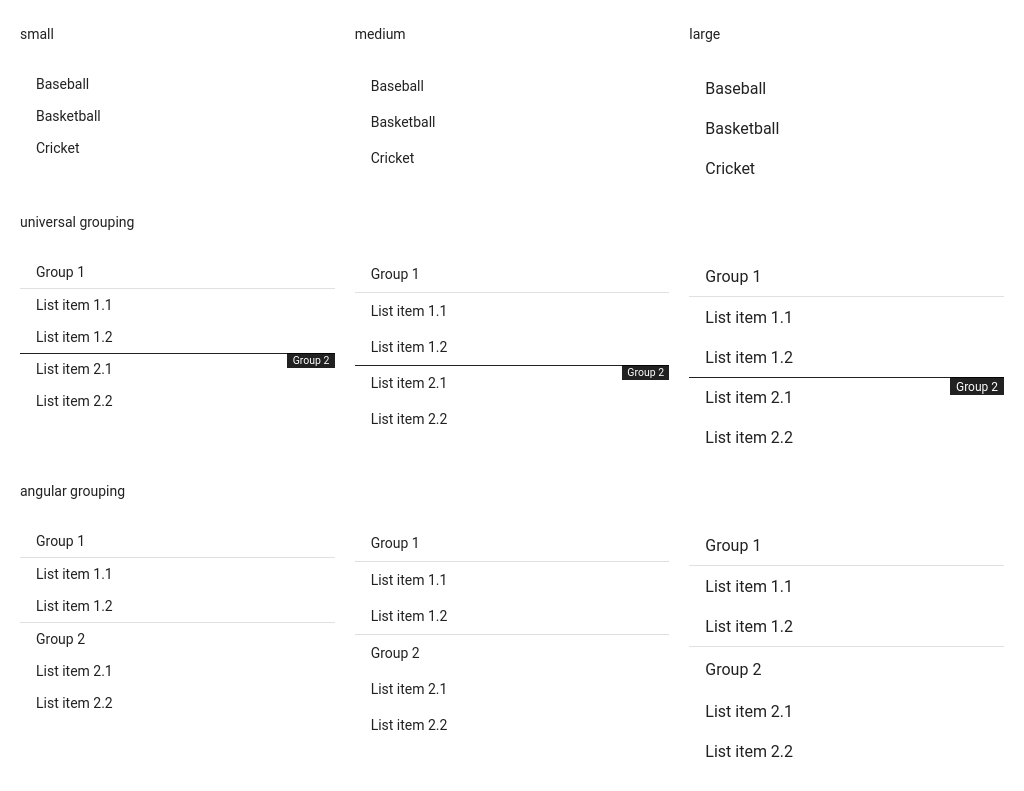 small
medium
large
Baseball
Basketball
Cricket
Baseball
Basketball
Cricket
Baseball
Basketball
Cricket
universal grouping
Group 1
List item 1.1
List item 1.2
Group 2
List item 2.1
List item 2.2
Group 1
List item 1.1
List item 1.2
Group 2
List item 2.1
List item 2.2
Group 1
List item 1.1
List item 1.2
Group 2
List item 2.1
List item 2.2
angular grouping
Group 1
List item 1.1
List item 1.2
Group 2
List item 2.1
List item 2.2
Group 1
List item 1.1
List item 1.2
Group 2
List item 2.1
List item 2.2
Group 1
List item 1.1
List item 1.2
Group 2
List item 2.1
List item 2.2